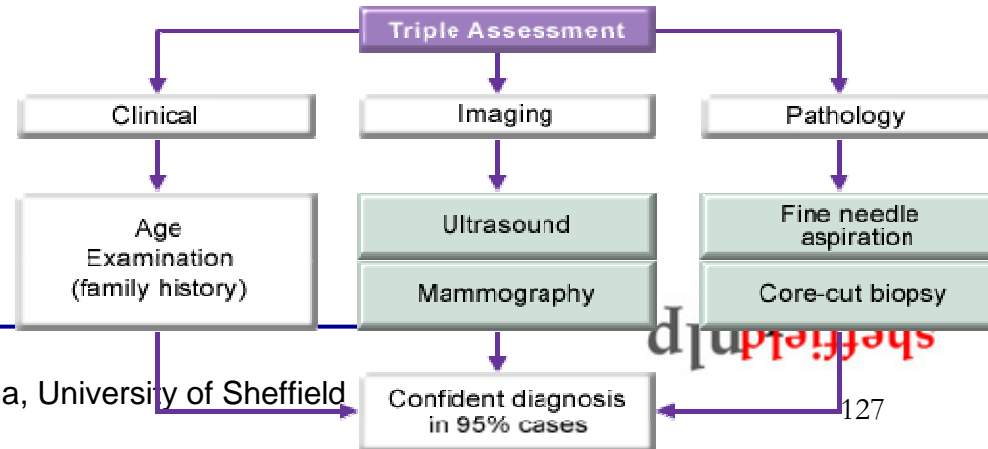 Triple Assessment
Clinical
Imaging
Pathology
Age
Examination
(family history)
Ultrasound
Mammography
Fine needle
aspiration
Core-cut biopsy
sheffieldnlp
a, University of Sheffield
Confident diagnosis
in 95% cases
127